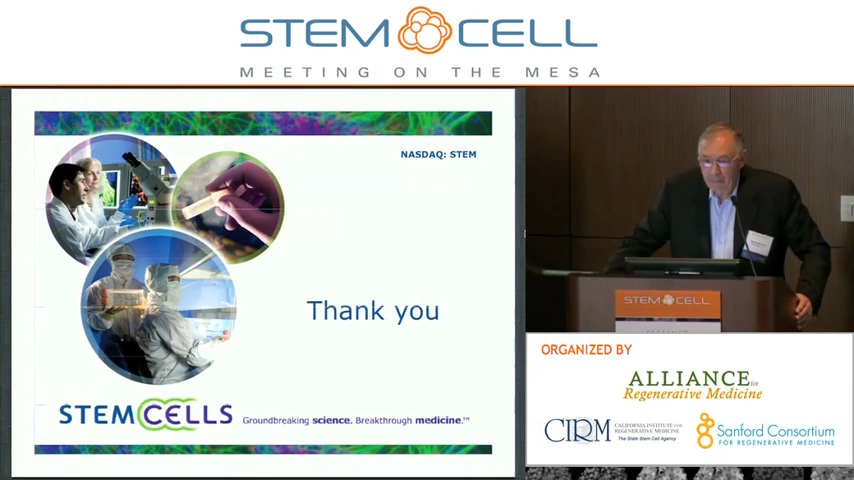 STEM CELL
MEETING ON THE MESA
NASDAQ: STEM
Thank you
STEMCELLS
Groundbreaking science. Breakthrough medicine.™
STEM CELL
ORGANIZED BY
ALLIANCE for
Regenerative Medicine
CIRM
CALIFORNIA INSTITUTE FOR
REGENERATIVE MEDICINE
The State Stem Cell Agency
Sanford Consortium
FOR REGENERATIVE MEDICINE